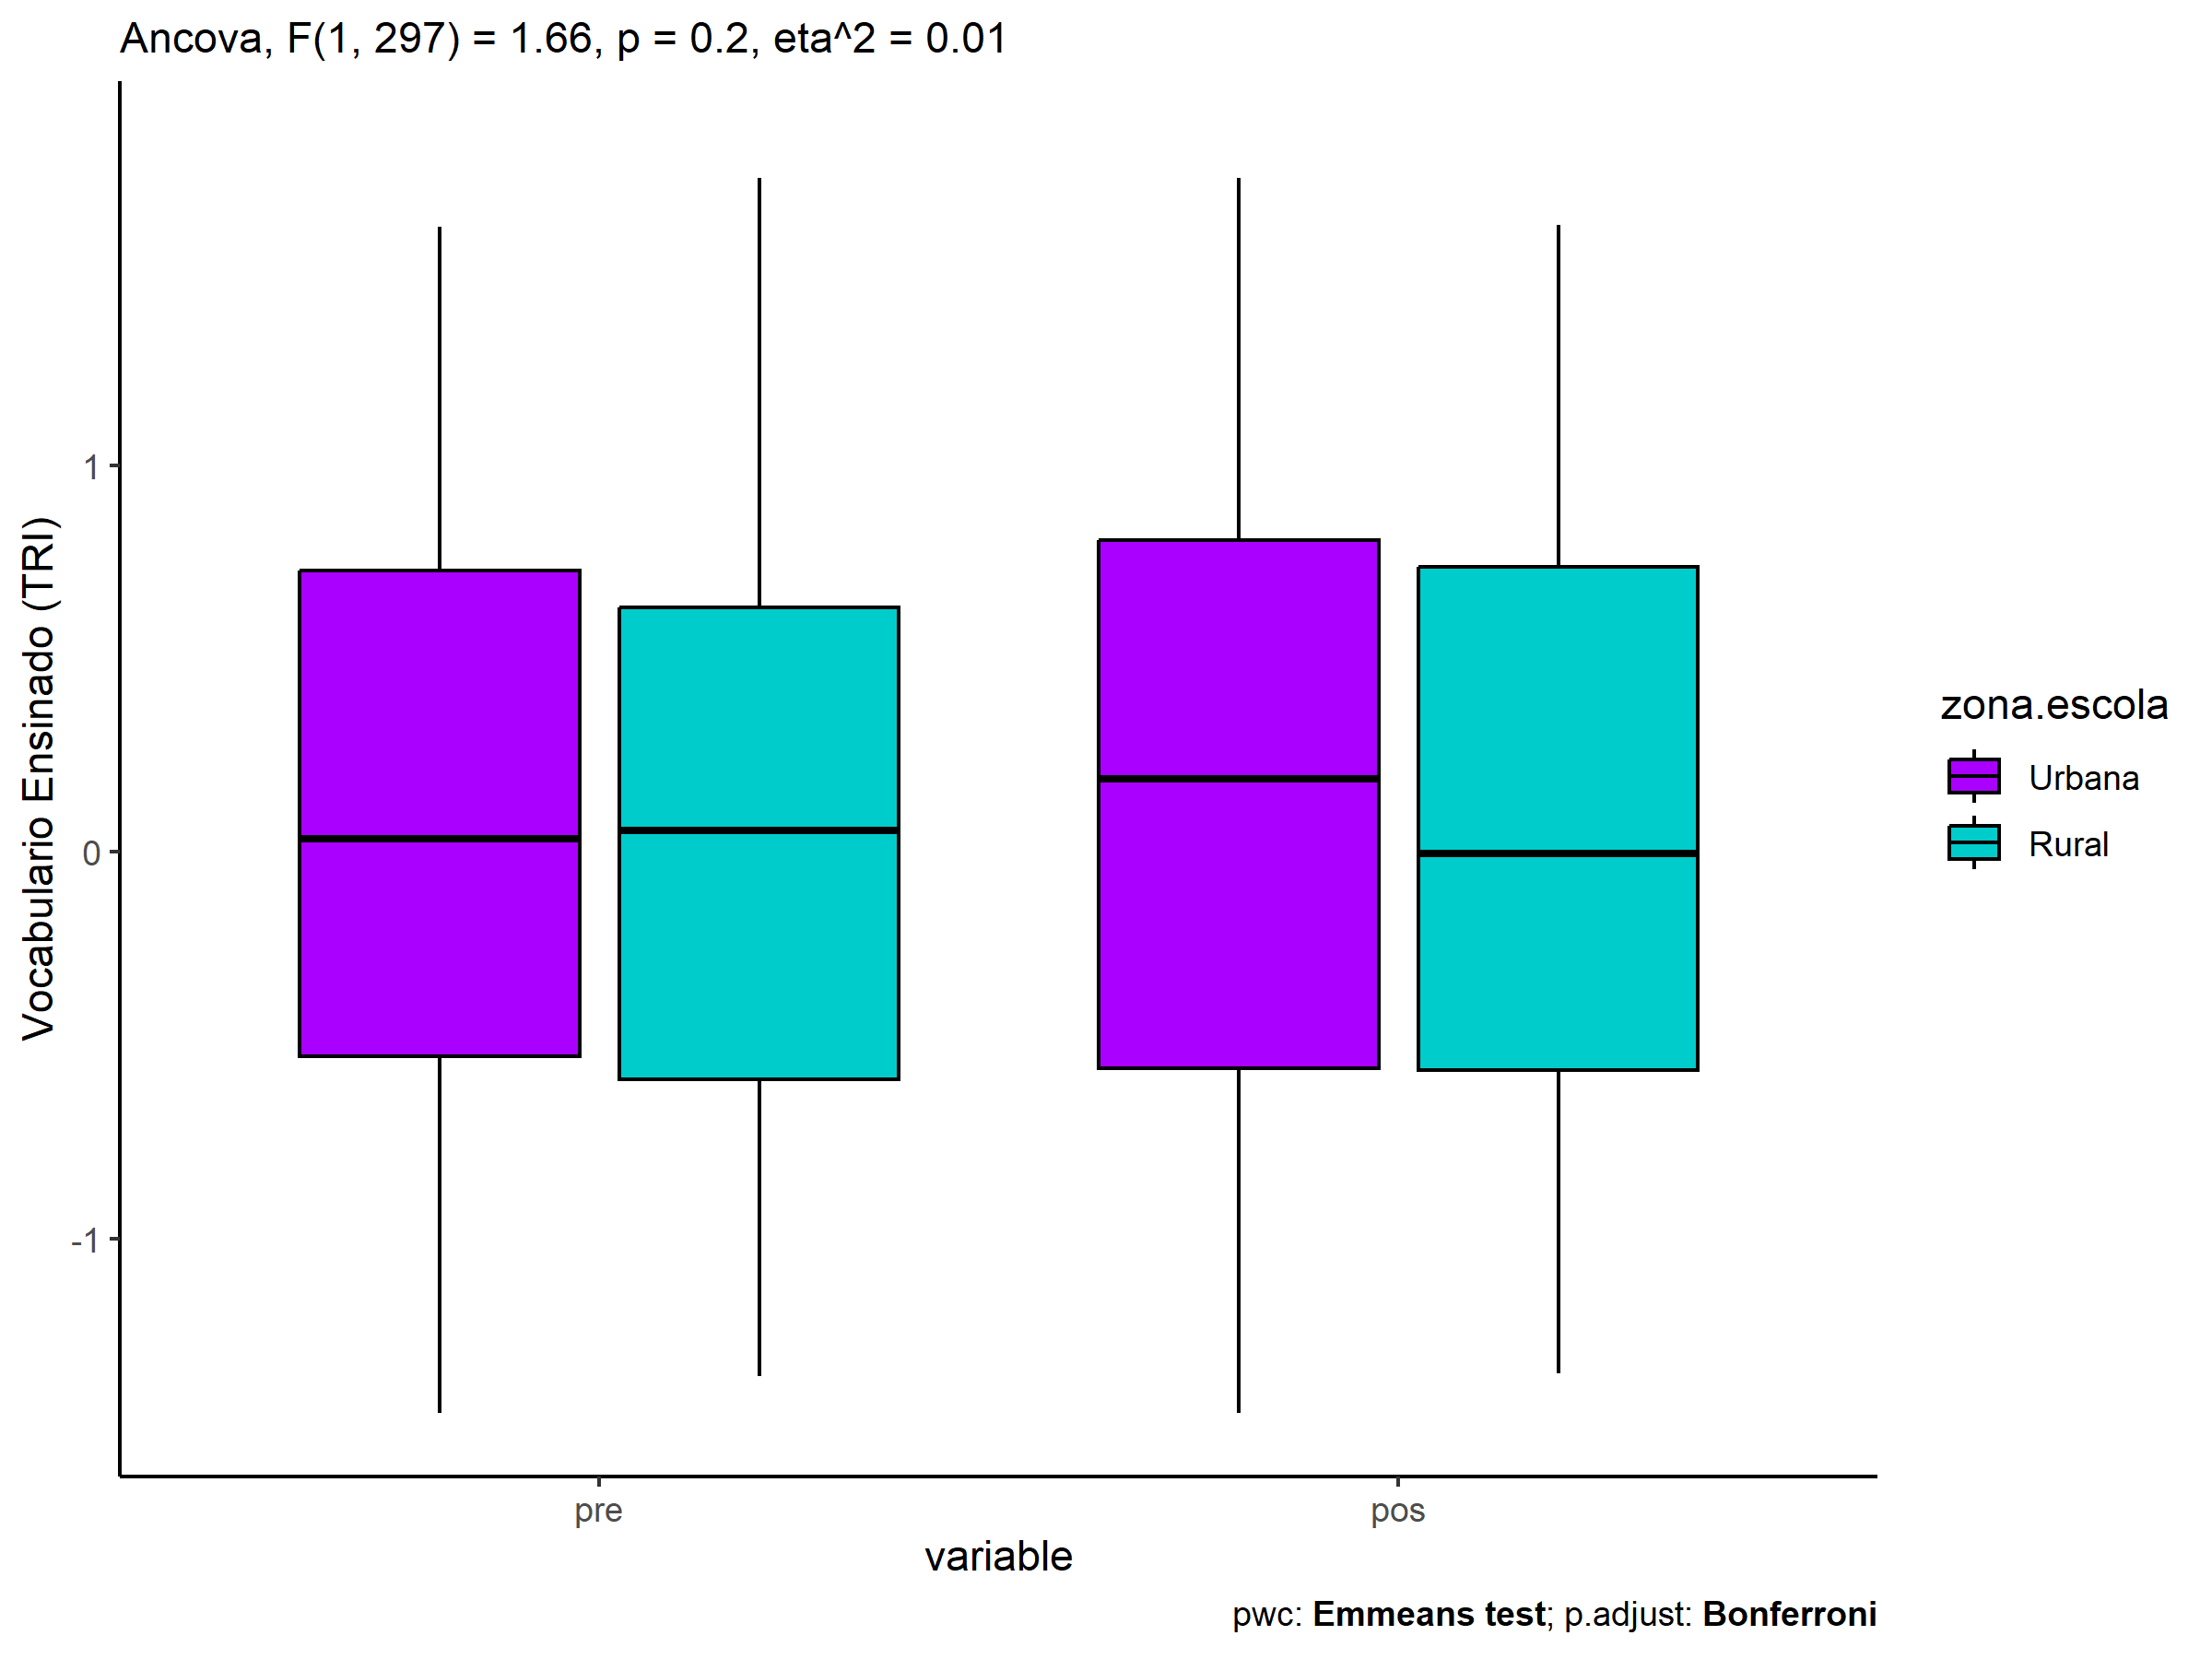 Ancova, F(1, 297) = 1.66, p = 0.2, eta^2 = 0.01
Vocabulario Ensinado (TRI)
1
0
-1
pre
pos
variable
zona.escola
Urbana
Rural
pwc: Emmeans test; p.adjust: Bonferroni